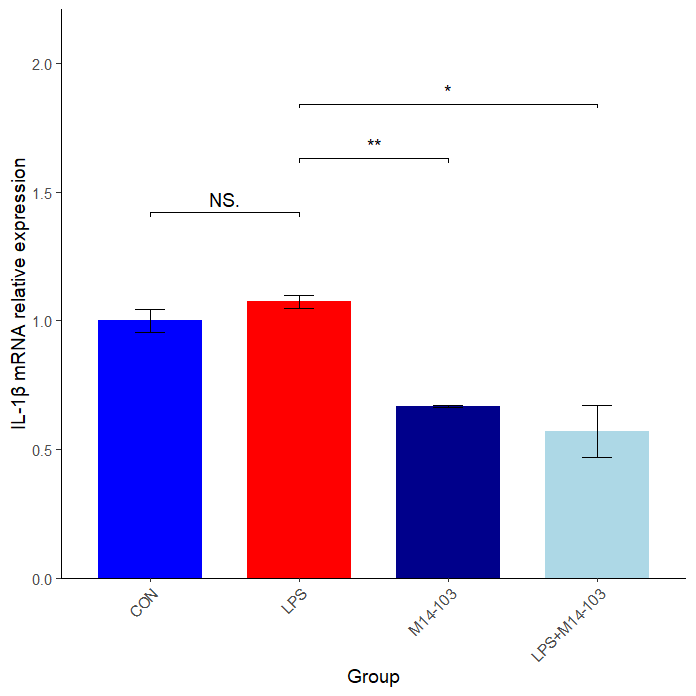 IL-1β mRNA relative expression
2.0
1.5
1.0
0.5
0.0
*
**
NS.
CON
LPS
M14-103
LPS+M14-103
Group